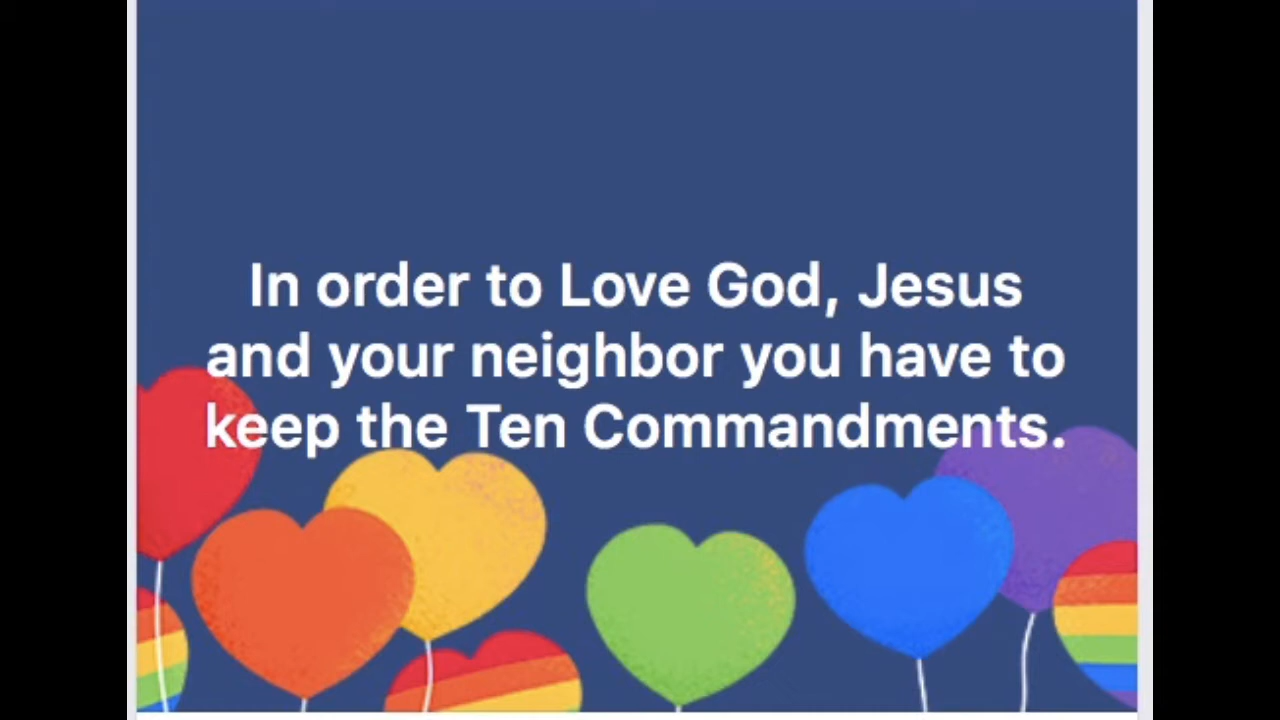 In order to Love God, Jesus
and your neighbor you have to
keep the Ten Commandments.